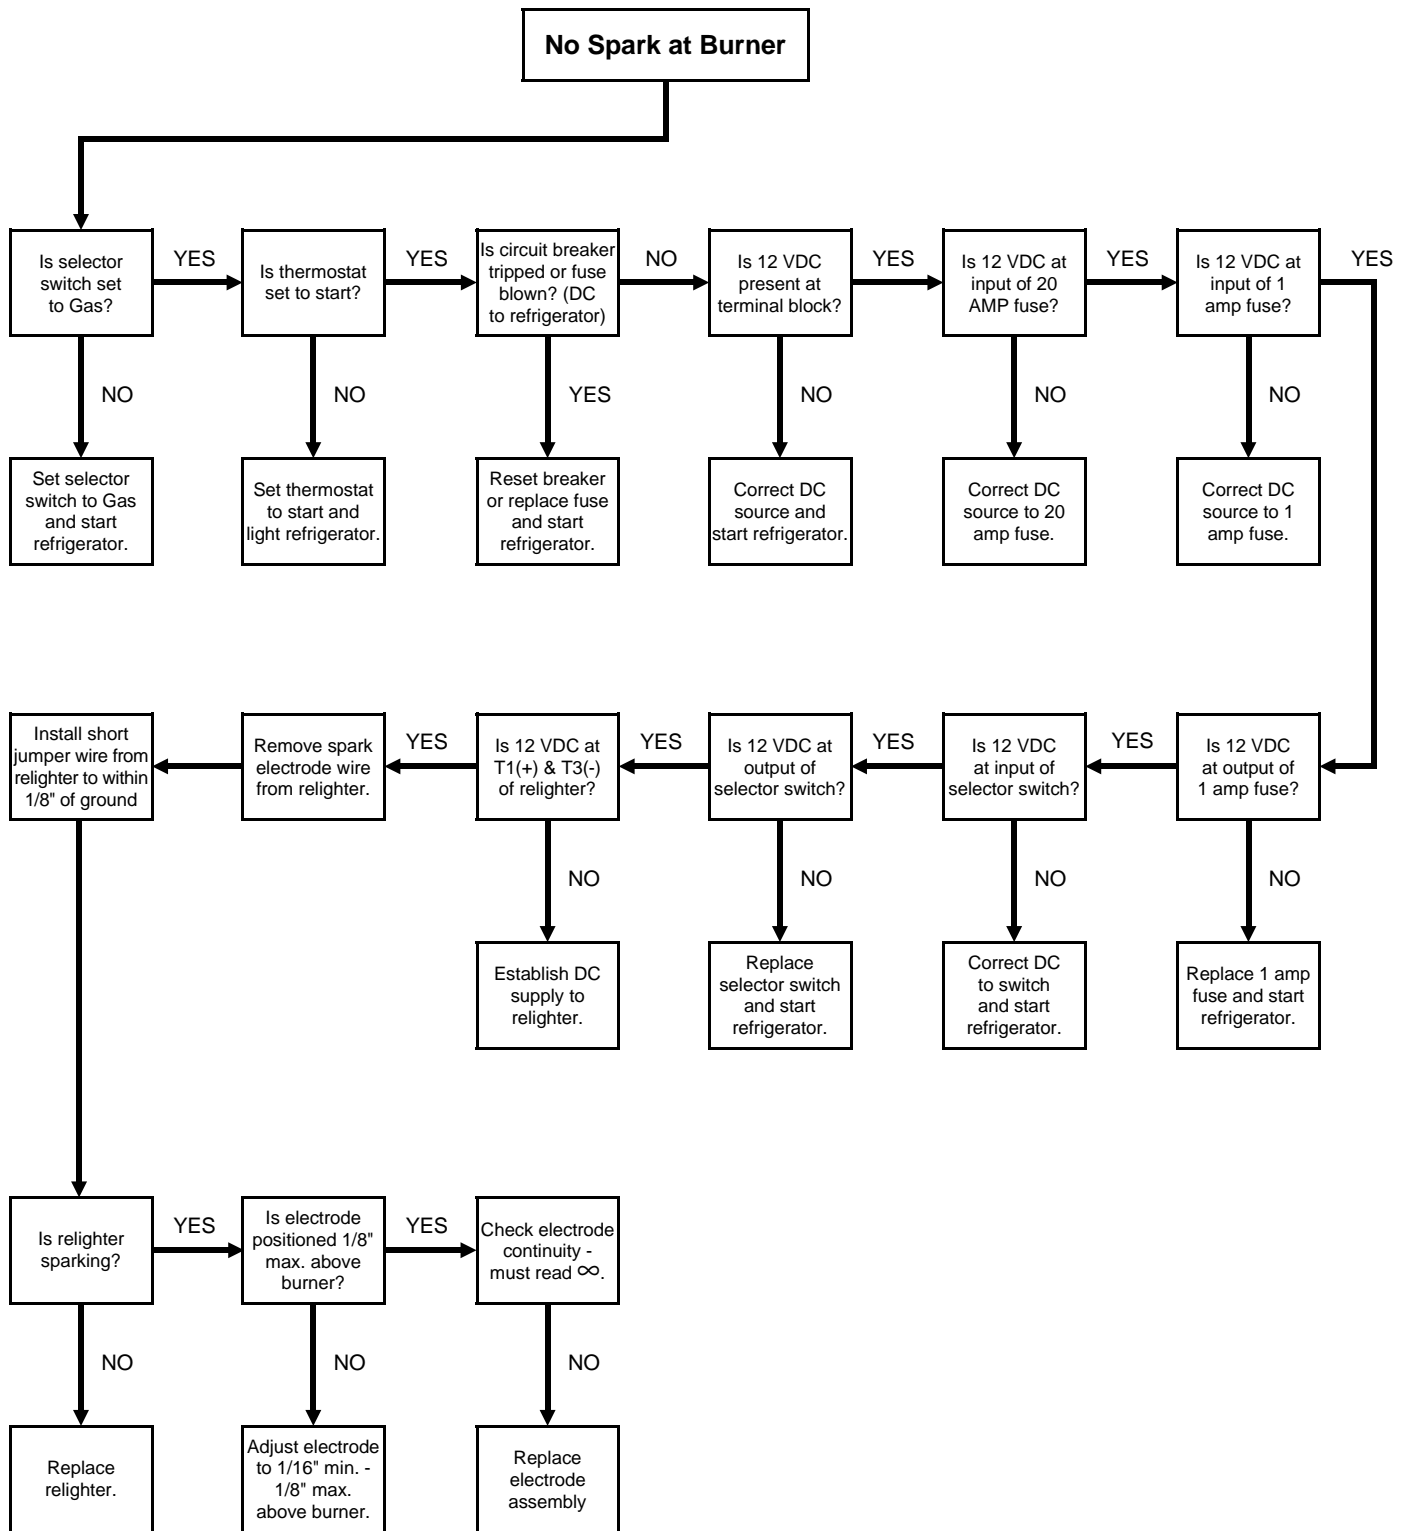 No Spark at Burner
Is selector
switch set
to Gas?
YES
Is thermostat
set to start?
YES
Is circuit breaker
tripped or fuse
blown? (DC
to refrigerator)
NO
Is 12 VDC
present at
terminal block?
YES
Is 12 VDC at
input of 20
AMP fuse?
YES
Is 12 VDC at
input of 1
amp fuse?
YES
NO
NO
YES
NO
NO
NO
Set selector
switch to Gas
and start
refrigerator.
Set thermostat
to start and
light refrigerator.
Reset breaker
or replace fuse
and start
refrigerator.
Correct DC
source and
start refrigerator.
Correct DC
source to 20
amp fuse.
Correct DC
source to 1
amp fuse.
Install short
jumper wire from
relighter to within
1/8" of ground
Remove spark
electrode wire
from relighter.
YES
Is 12 VDC at
T1(+) & T3(-)
of relighter?
YES
Is 12 VDC at
output of
selector switch?
YES
Is 12 VDC
at input of
selector switch?
YES
Is 12 VDC
at output of
1 amp fuse?
NO
NO
NO
NO
Establish DC
supply to
relighter.
Replace
selector switch
and start
refrigerator.
Correct DC
to switch
and start
refrigerator.
Replace 1 amp
fuse and start
refrigerator.
Is relighter
sparking?
YES
Is electrode
positioned 1/8"
max. above
burner?
YES
Check electrode
continuity -
must read ∞.
NO
NO
NO
Replace
relighter.
Adjust electrode
to 1/16" min. -
1/8" max.
above burner.
Replace
electrode
assembly